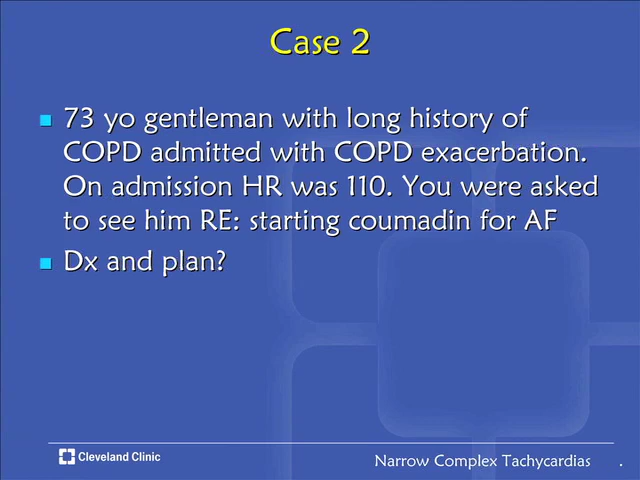 Case 2
73 yo gentleman with long history of
COPD admitted with COPD exacerbation.
On admission HR was 110. You were asked
to see him RE: starting coumadin for AF
Dx and plan?
Cleveland Clinic
Narrow Complex Tachycardias .